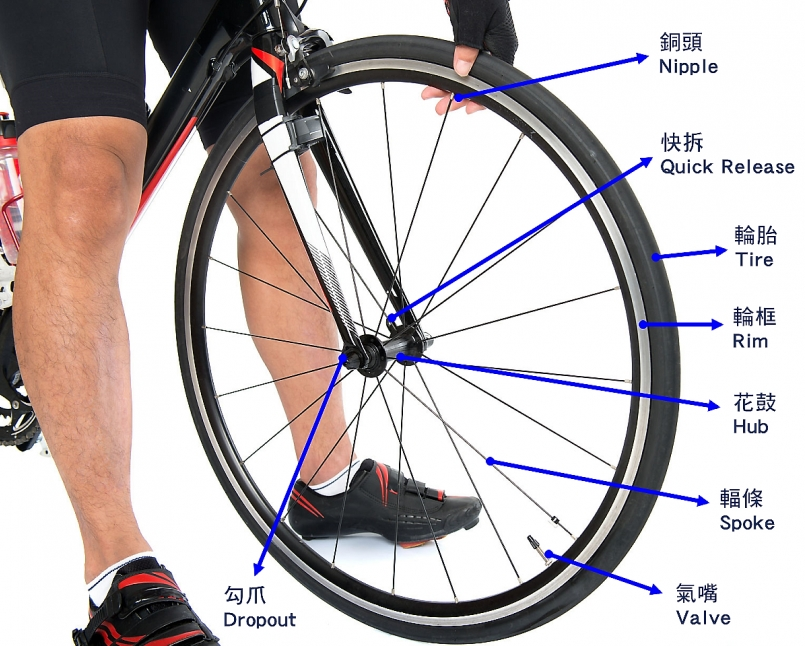 銅頭
Nipple
快拆
Quick Release
輪胎
Tire
輪框
Rim
花鼓
Hub
輻條
Spoke
氣嘴
Valve
勾爪
Dropout